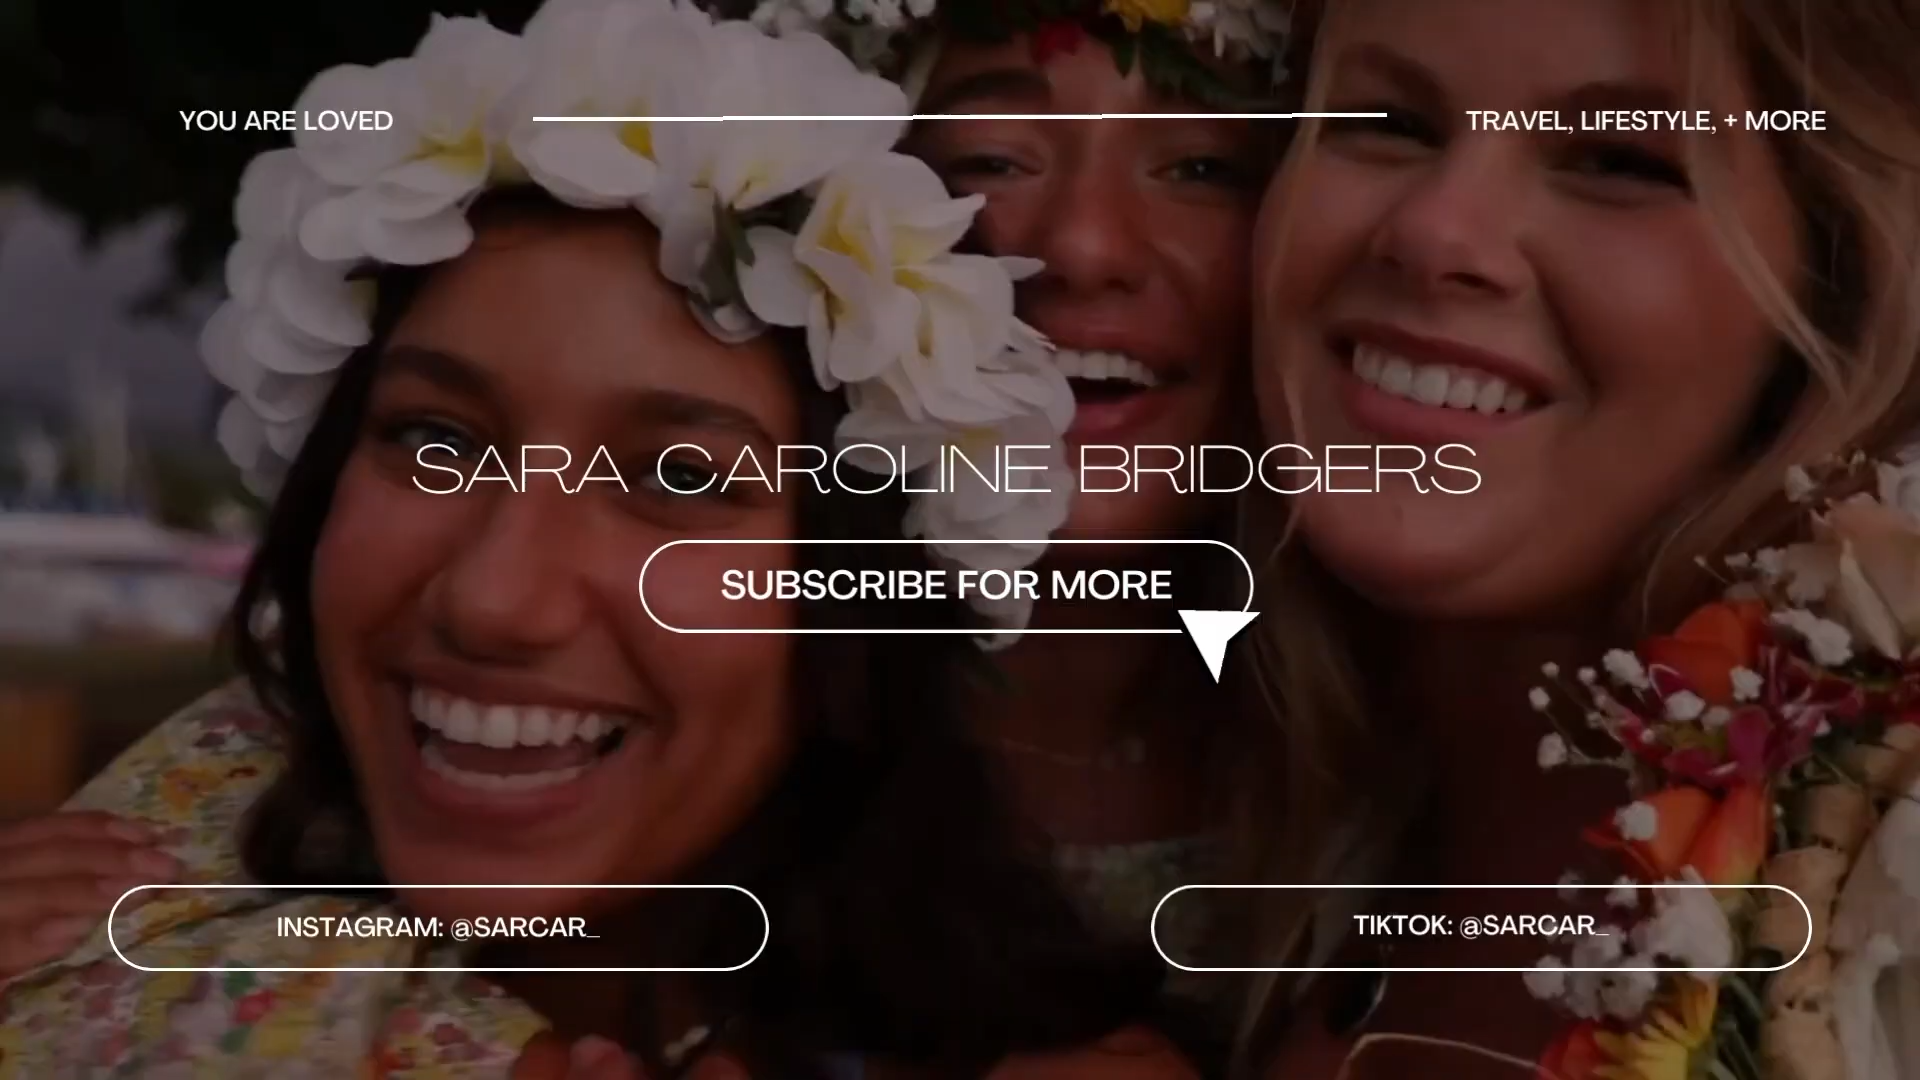 YOU ARE LOVED
TRAVEL, LIFESTYLE, + MORE
SARA CAROLINE BRIDGERS
SUBSCRIBE FOR MORE
INSTAGRAM: @SARCAR_
TIKTOK: @SARCAR_